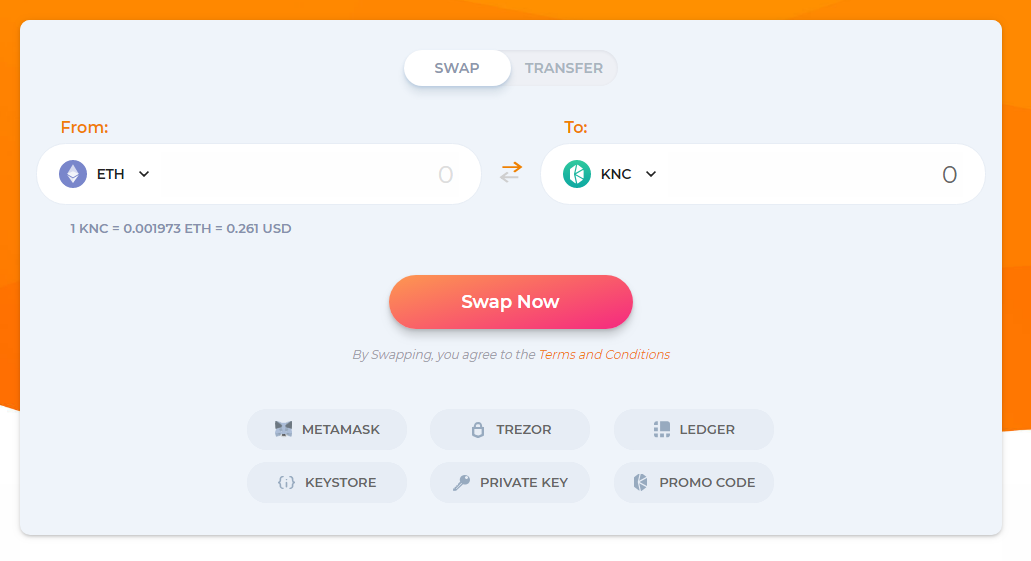 SWAP TRANSFER
From: To:
ETH 0 KNC 0
1 KNC = 0.001973 ETH = 0.261 USD
Swap Now
By Swapping, you agree to the Terms and Conditions
METAMASK TREZOR LEDGER
KEYSTORE PRIVATE KEY PROMO CODE